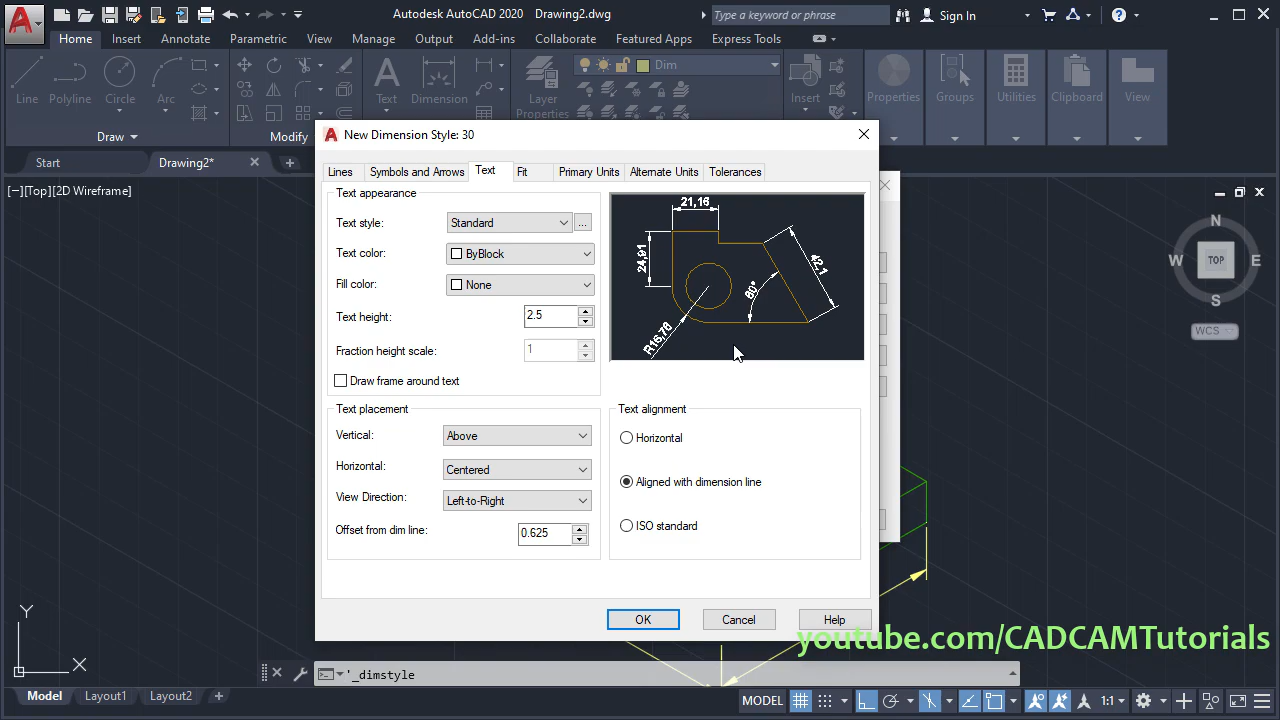 Autodesk AutoCAD 2020 Drawing2.dwg
Type a keyword or phrase
Sign In
Home Insert Annotate Parametric View Manage Output Add-ins Collaborate Featured Apps Express Tools
Line Polyline Circle Arc
Text Dimension
Layer
Properties
Dim
Insert
Properties
Groups
Utilities
Clipboard
View
Draw
Modify
Start
Drawing2*
[−][Top][2D Wireframe]
New Dimension Style: 30
Lines Symbols and Arrows Text Fit Primary Units Alternate Units Tolerances
Text appearance
Text style: Standard ...
Text color: ByBlock
Fill color: None
Text height: 2.5
Fraction height scale: 1
Draw frame around text
21,16
24,91
42,1
60°
R16,76
Text placement
Vertical: Above
Horizontal: Centered
View Direction: Left-to-Right
Offset from dim line: 0.625
Text alignment
Horizontal
Aligned with dimension line
ISO standard
OK Cancel Help
N
W TOP E
S
WCS
Y
X
youtube.com/CADCAMTutorials
'_dimstyle
Model Layout1 Layout2
MODEL
1:1